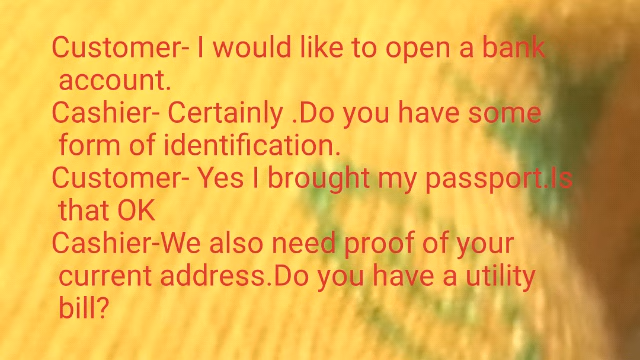 Customer- I would like to open a bank
account.
Cashier- Certainly .Do you have some
form of identification.
Customer- Yes I brought my passport.Is
that OK
Cashier-We also need proof of your
current address.Do you have a utility
bill?